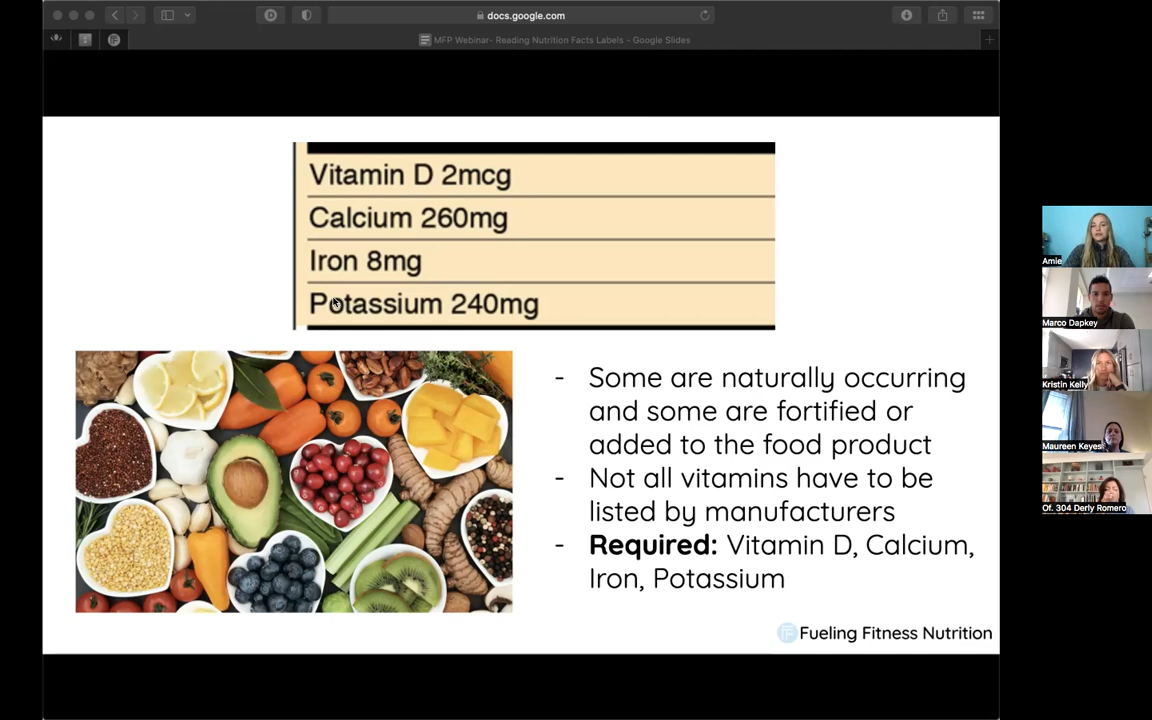 docs.google.com
MFP Webinar- Reading Nutrition Facts Labels - Google Slides
Vitamin D 2mcg
Calcium 260mg
Iron 8mg
Potassium 240mg
- Some are naturally occurring
and some are fortified or
added to the food product
- Not all vitamins have to be
listed by manufacturers
- Required: Vitamin D, Calcium,
Iron, Potassium
Fueling Fitness Nutrition
Amie
Marco Dapkey
Kristin Kelly
Maureen Keyes
Of. 304 Derly Romero